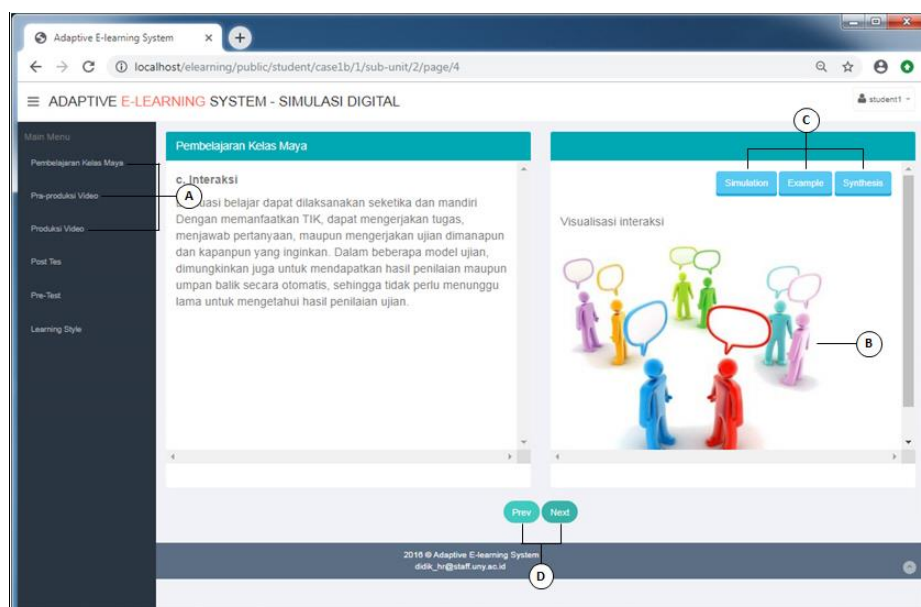 Adaptive E-learning System
localhost/elearning/public/student/case1b/1/sub-unit/2/page/4
ADAPTIVE E-LEARNING SYSTEM - SIMULASI DIGITAL
student1
Main Menu
Pembelajaran Kelas Maya
Pre-produksi Video
Produksi Video
Post Tes
Pre-Test
Learning Style
A
Pembelajaran Kelas Maya
c. Interaksi
uasi belajar dapat dilaksanakan seketika dan mandiri
Dengan memanfaatkan TIK, dapat mengerjakan tugas,
menjawab pertanyaan, maupun mengerjakan ujian dimanapun
dan kapanpun yang inginkan. Dalam beberapa model ujian,
dimungkinkan juga untuk mendapatkan hasil penilaian maupun
umpan balik secara otomatis, sehingga tidak perlu menunggu
lama untuk mengetahui hasil penilaian ujian.
C
Simulation Example Synthesis
Visualisasi interaksi
B
Prev Next
2016 © Adaptive E-learning System
didik_hr@staff.uny.ac.id
D